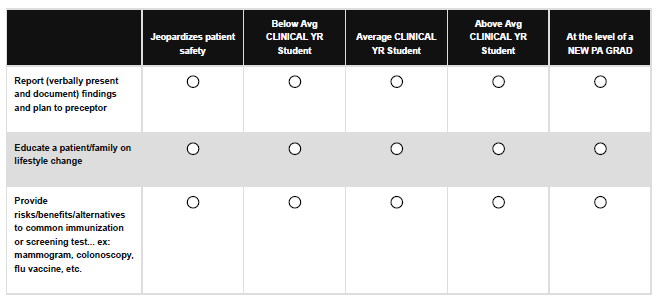 Jeopardizes patient safety
Below Avg CLINICAL YR Student
Average CLINICAL YR Student
Above Avg CLINICAL YR Student
At the level of a NEW PA GRAD
Report (verbally present
and document) findings
and plan to preceptor
Educate a patient/family on
lifestyle change
Provide
risks/benefits/alternatives
to common immunization
or screening test... ex:
mammogram, colonoscopy,
flu vaccine, etc.